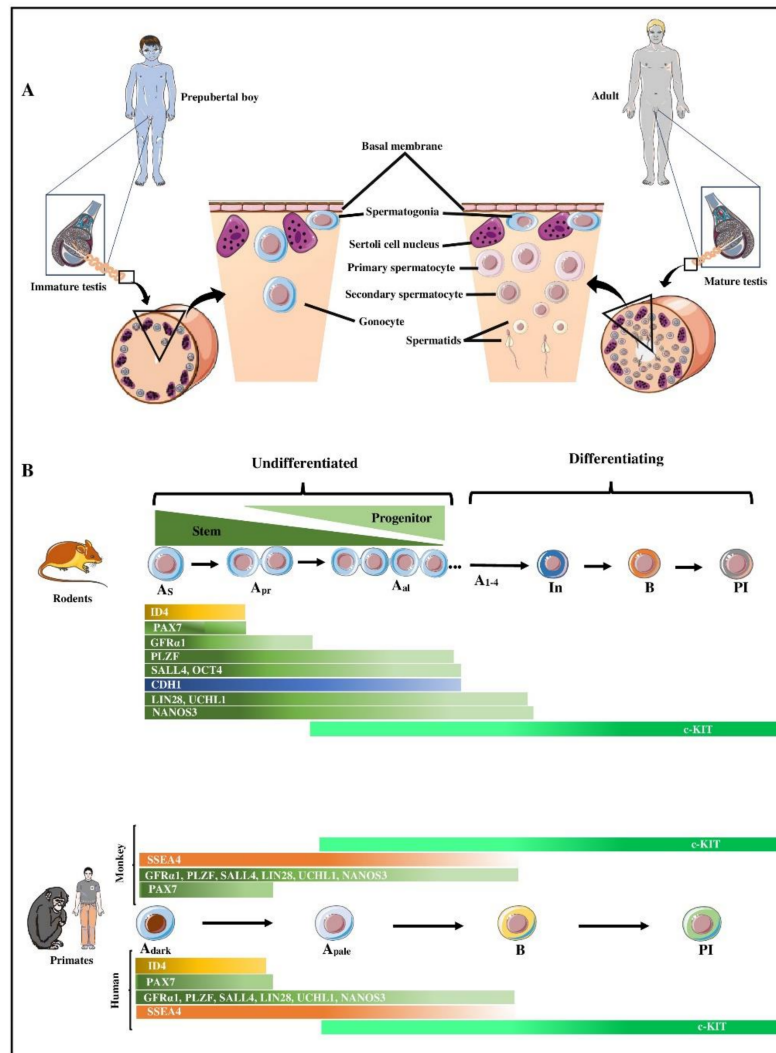 A
Prepubertal boy
Adult
Basal membrane
Spermatogonia
Sertoli cell nucleus
Primary spermatocyte
Secondary spermatocyte
Gonocyte
Spermatids
Immature testis
Mature testis
B
Undifferentiated
Differentiating
Progenitor
Stem
Rodents
As
Apr
Aal
...
A1-4
In
B
PI
ID4
PAX7
GFRα1
PLZF
SALL4, OCT4
CDH1
LIN28, UCHL1
NANOS3
c-KIT
Monkey
c-KIT
SSEA4
GFRα1, PLZF, SALL4, LIN28, UCHL1, NANOS3
PAX7
Primates
Adark
Apale
B
PI
Human
ID4
PAX7
GFRα1, PLZF, SALL4, LIN28, UCHL1, NANOS3
SSEA4
c-KIT